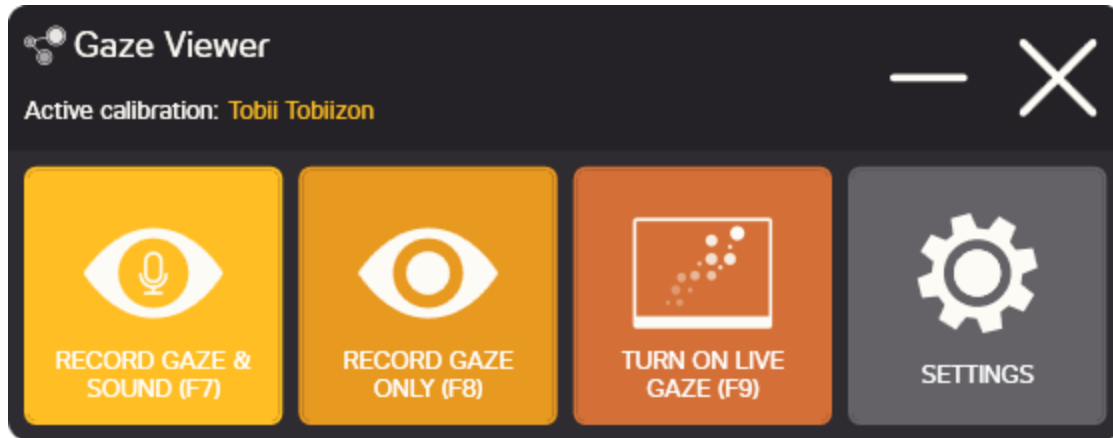 Gaze Viewer
Active calibration: Tobii Tobiizon
RECORD GAZE &
SOUND (F7)
RECORD GAZE
ONLY (F8)
TURN ON LIVE
GAZE (F9)
SETTINGS